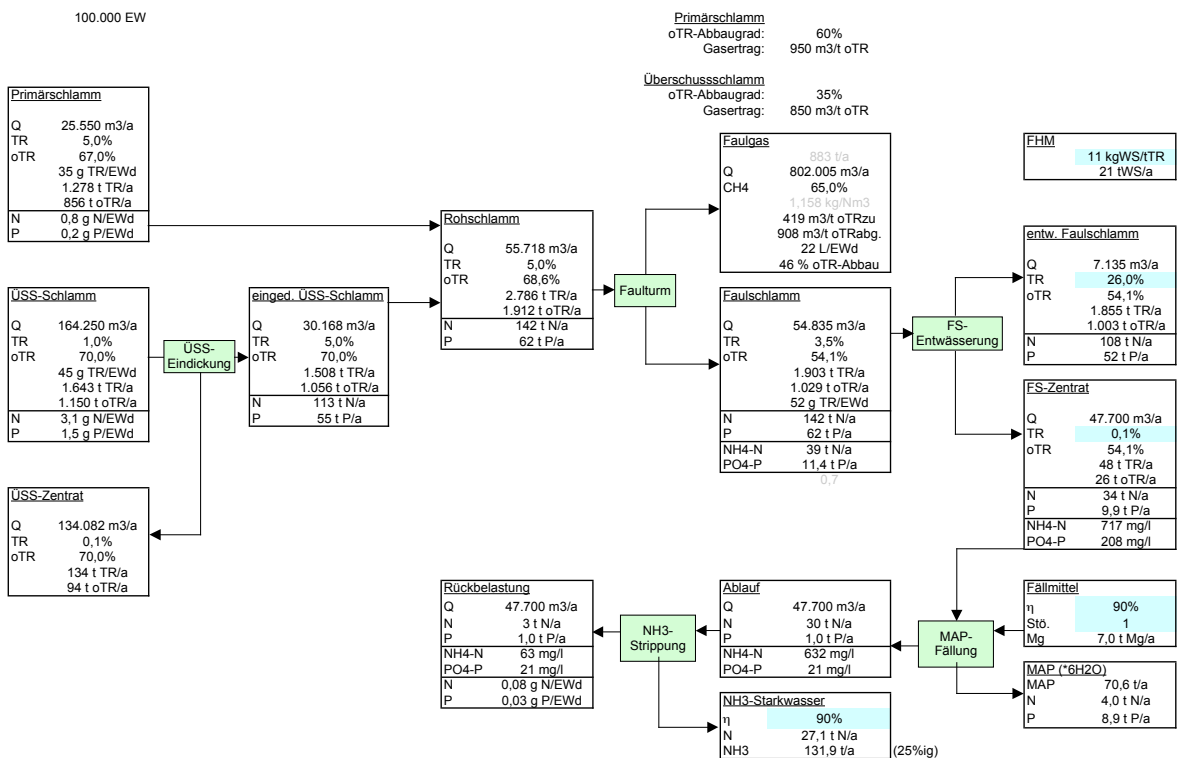 100.000 EW
Primärschlamm
oTR-Abbaugrad: 60%
Gasertrag: 950 m3/t oTR
Überschussschlamm
oTR-Abbaugrad: 35%
Gasertrag: 850 m3/t oTR
Primärschlamm
Q 25.550 m3/a
TR 5,0%
oTR 67,0%
35 g TR/EWd
1.278 t TR/a
856 t oTR/a
N 0,8 g N/EWd
P 0,2 g P/EWd
ÜSS-Schlamm
Q 164.250 m3/a
TR 1,0%
oTR 70,0%
45 g TR/EWd
1.643 t TR/a
1.150 t oTR/a
N 3,1 g N/EWd
P 1,5 g P/EWd
ÜSS-
Eindickung
ÜSS-Zentrat
Q 134.082 m3/a
TR 0,1%
oTR 70,0%
134 t TR/a
94 t oTR/a
einged. ÜSS-Schlamm
Q 30.168 m3/a
TR 5,0%
oTR 70,0%
1.508 t TR/a
1.056 t oTR/a
N 113 t N/a
P 55 t P/a
Rohschlamm
Q 55.718 m3/a
TR 5,0%
oTR 68,6%
2.786 t TR/a
1.912 t oTR/a
N 142 t N/a
P 62 t P/a
Faulturm
Faulgas
883 t/a
Q 802.005 m3/a
CH4 65,0%
1,158 kg/Nm3
419 m3/t oTRzu
908 m3/t oTRabg.
22 L/EWd
46 % oTR-Abbau
Faulschlamm
Q 54.835 m3/a
TR 3,5%
oTR 54,1%
1.903 t TR/a
1.029 t oTR/a
52 g TR/EWd
N 142 t N/a
P 62 t P/a
NH4-N 39 t N/a
PO4-P 11,4 t P/a
0,7
FS-
Entwässerung
FHM
11 kgWS/tTR
21 tWS/a
entw. Faulschlamm
Q 7.135 m3/a
TR 26,0%
oTR 54,1%
1.855 t TR/a
1.003 t oTR/a
N 108 t N/a
P 52 t P/a
FS-Zentrat
Q 47.700 m3/a
TR 0,1%
oTR 54,1%
48 t TR/a
26 t oTR/a
N 34 t N/a
P 9,9 t P/a
NH4-N 717 mg/l
PO4-P 208 mg/l
Fällmittel
η 90%
Stö. 1
Mg 7,0 t Mg/a
MAP-
Fällung
MAP (*6H2O)
MAP 70,6 t/a
N 4,0 t N/a
P 8,9 t P/a
Ablauf
Q 47.700 m3/a
N 30 t N/a
P 1,0 t P/a
NH4-N 632 mg/l
PO4-P 21 mg/l
NH3-
Strippung
NH3-Starkwasser
η 90%
N 27,1 t N/a
NH3 131,9 t/a (25%ig)
Rückbelastung
Q 47.700 m3/a
N 3 t N/a
P 1,0 t P/a
NH4-N 63 mg/l
PO4-P 21 mg/l
N 0,08 g N/EWd
P 0,03 g P/EWd